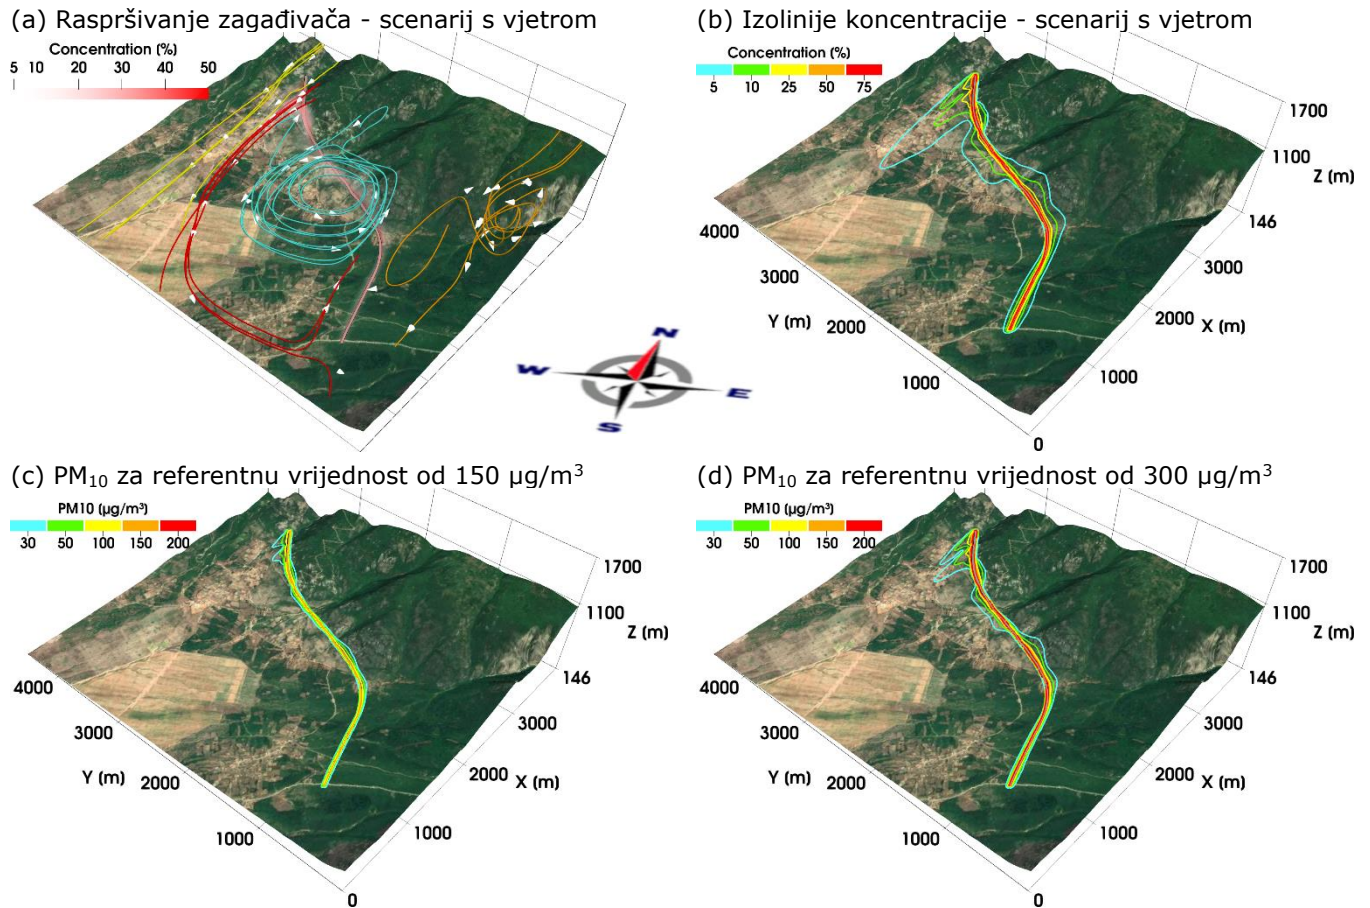 (a) Raspršivanje zagađivača - scenarij s vjetrom
Concentration (%)
5 10 20 30 40 50
(b) Izolinije koncentracije - scenarij s vjetrom
Concentration (%)
5 10 25 50 75
1700
1100
Z (m)
146
4000
3000
3000
2000
Y (m)
2000
X (m)
1000
1000
0
N
W
E
S
(c) PM₁₀ za referentnu vrijednost od 150 µg/m³
PM10 (µg/m³)
30 50 100 150 200
1700
1100
Z (m)
146
4000
3000
3000
2000
Y (m)
2000
X (m)
1000
1000
0
(d) PM₁₀ za referentnu vrijednost od 300 µg/m³
PM10 (µg/m³)
30 50 100 150 200
1700
1100
Z (m)
146
4000
3000
3000
2000
Y (m)
2000
X (m)
1000
1000
0